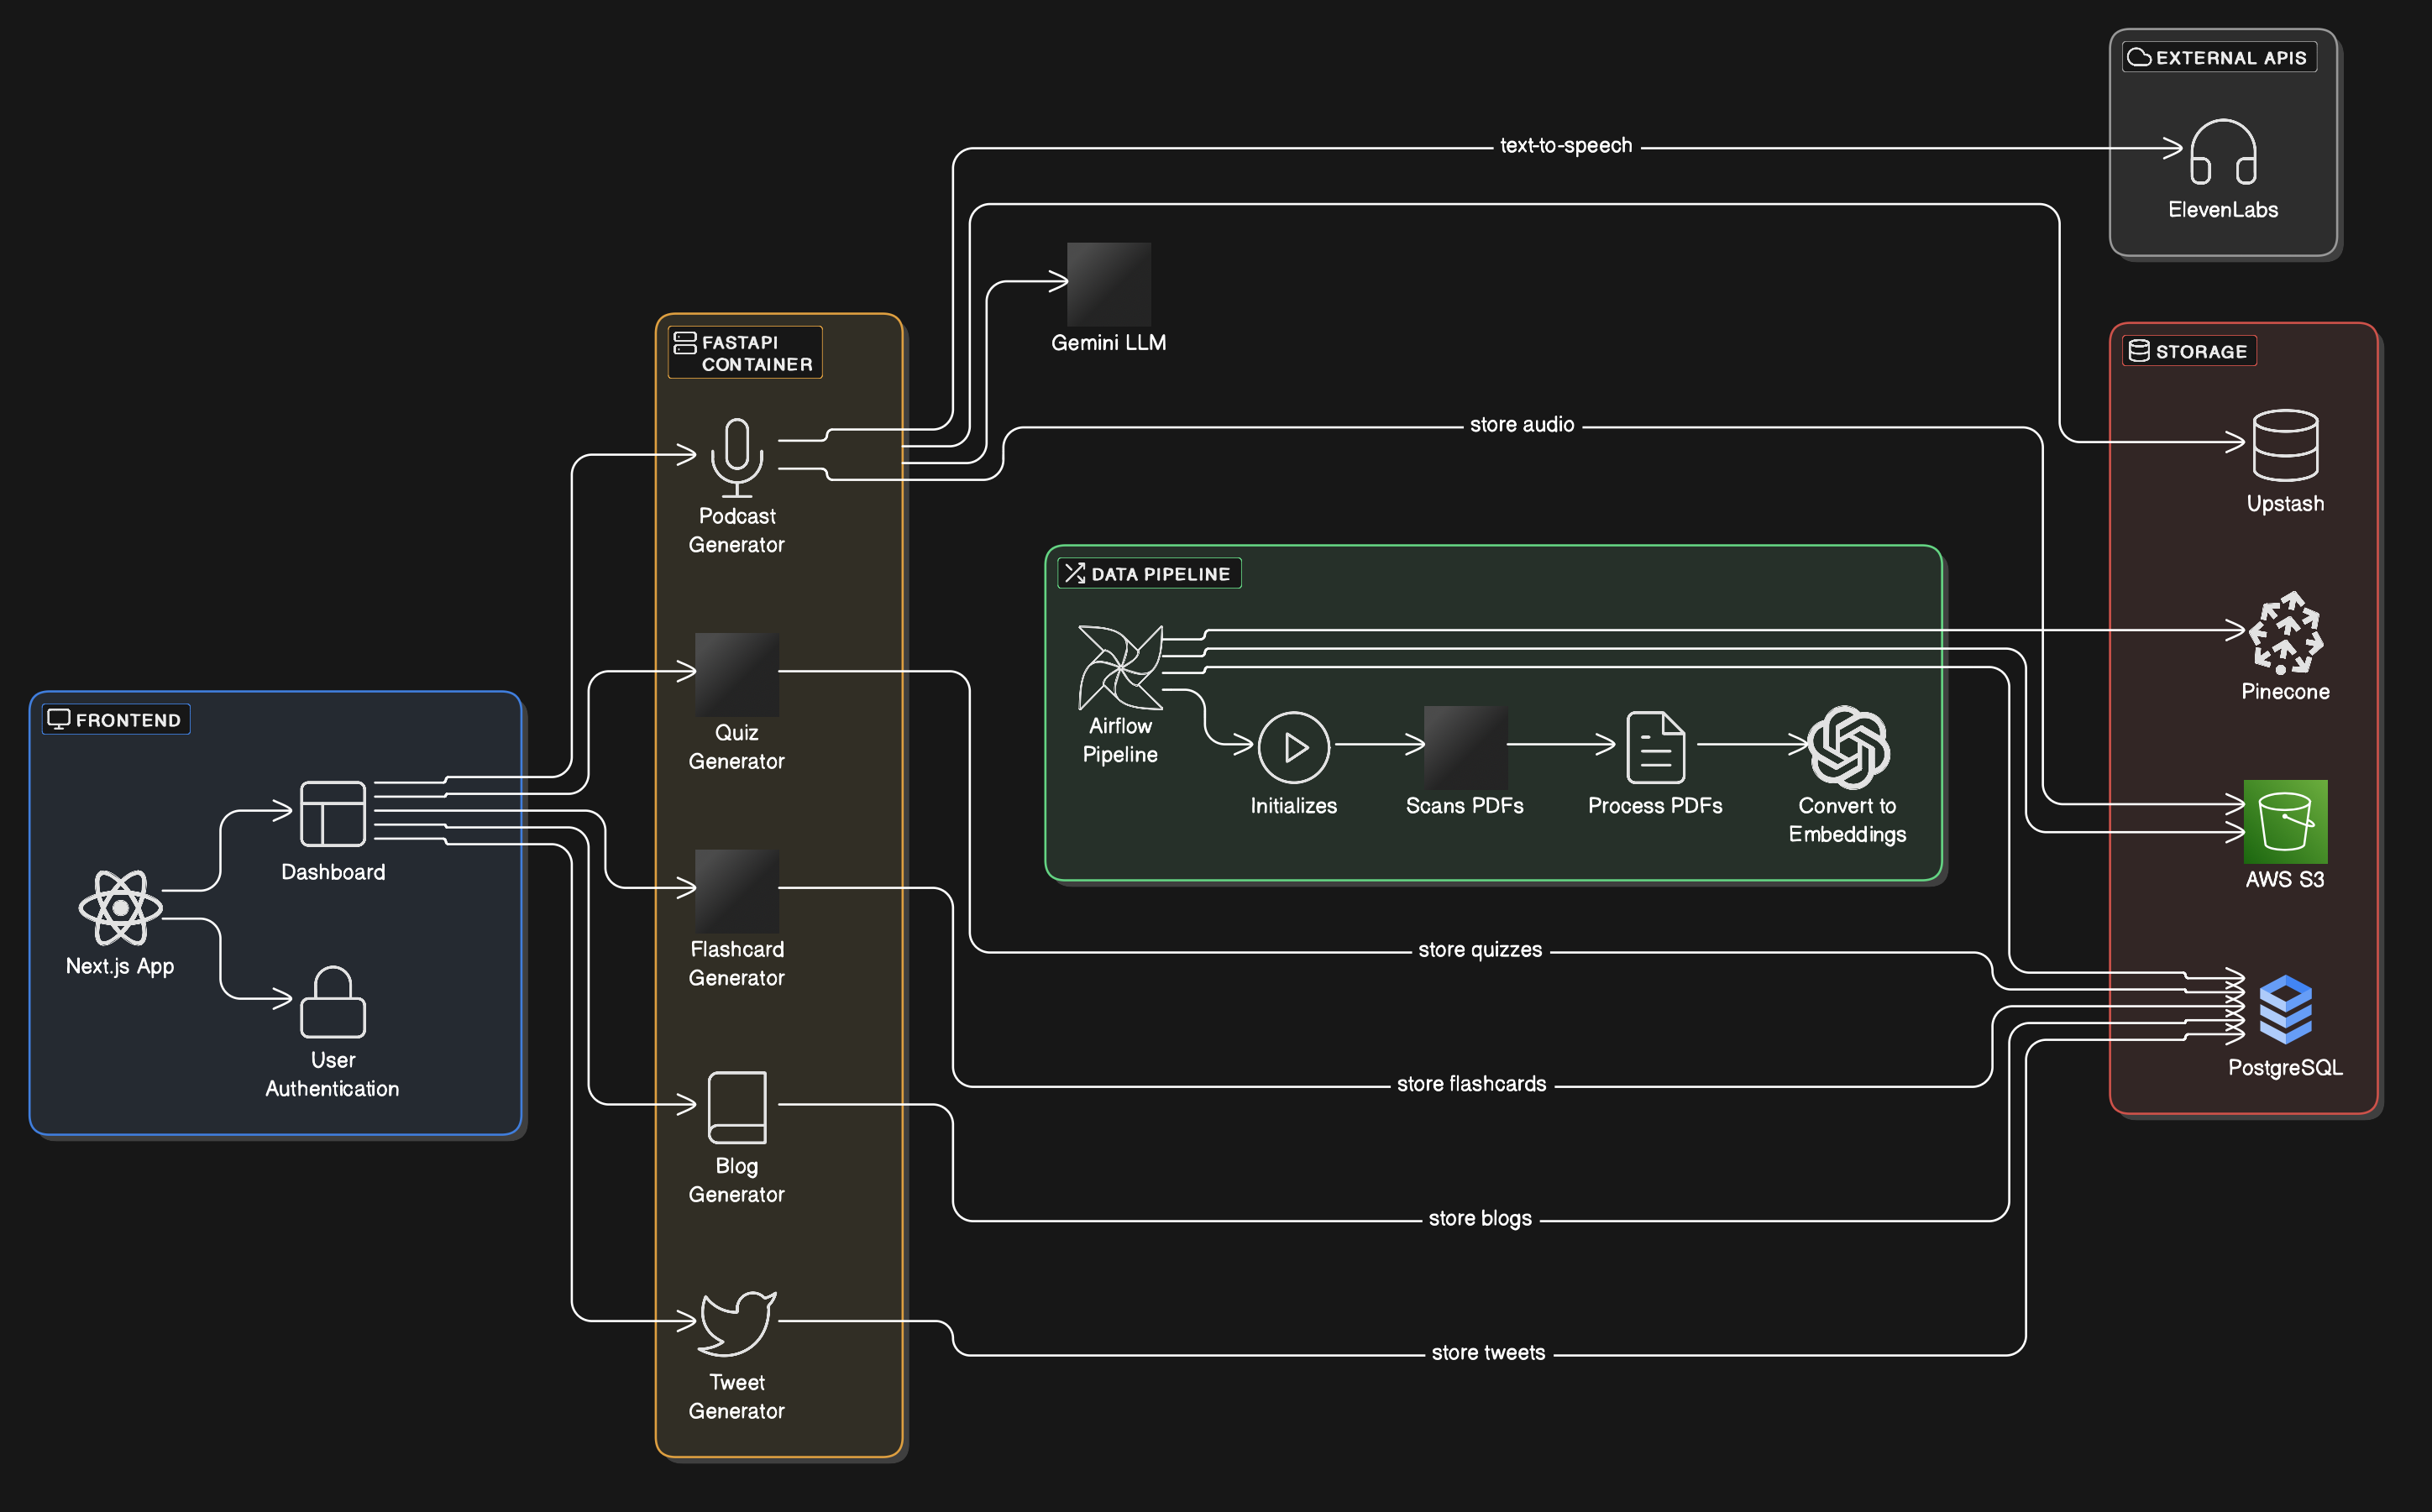 EXTERNAL APIS
text-to-speech
ElevenLabs
Gemini LLM
FASTAPI
CONTAINER
STORAGE
store audio
Podcast
Generator
Upstash
DATA PIPELINE
Pinecone
Airflow
Pipeline
Initializes
Scans PDFs
Process PDFs
Convert to
Embeddings
AWS S3
FRONTEND
Quiz
Generator
Dashboard
Next.js App
User
Authentication
Flashcard
Generator
store quizzes
PostgreSQL
store flashcards
Blog
Generator
store blogs
store tweets
Tweet
Generator